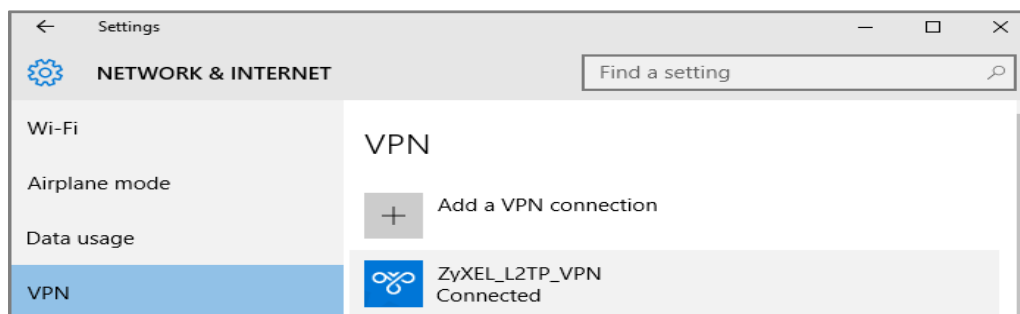 Settings
NETWORK & INTERNET
Find a setting
Wi-Fi
Airplane mode
Data usage
VPN
VPN
Add a VPN connection
ZyXEL_L2TP_VPN
Connected